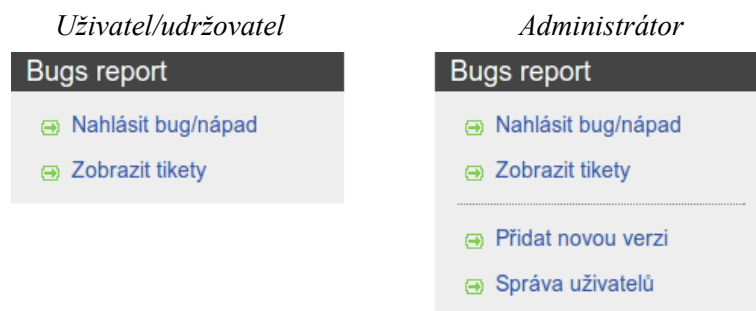 Uživatel/udržovatel
Bugs report
Nahlásit bug/nápad
Zobrazit tikety
Administrátor
Bugs report
Nahlásit bug/nápad
Zobrazit tikety
Přidat novou verzi
Správa uživatelů